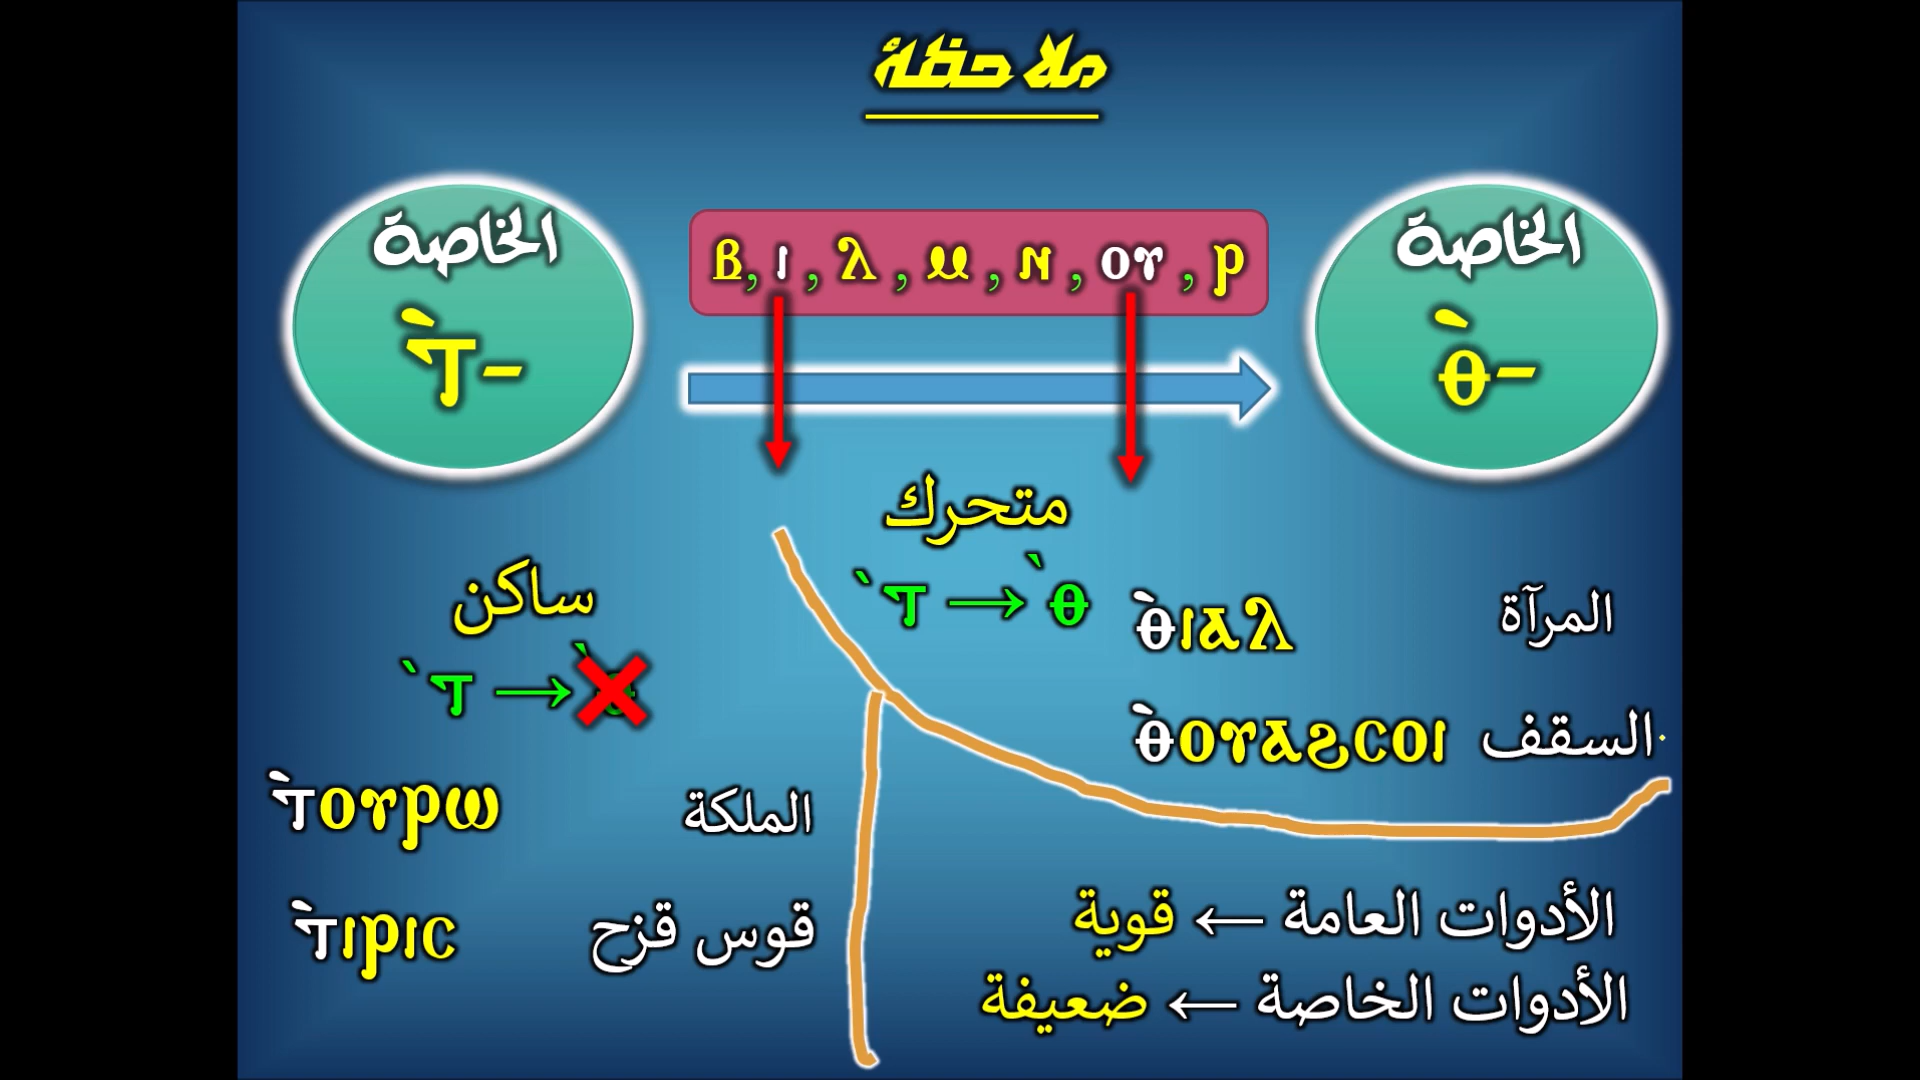 ملاحظة
الخاصة
ⲃ, ⲓ , ⲗ , ⲙ , ⲛ , ⲟⲩ , ⲣ
الخاصة
ⲧ̀-
ⲑ̀-
متحرك
̀ⲧ → ̀ⲑ
ساكن
̀ⲧ → ̀ⲑ
ⲑ̀ⲓⲁⲗ المرآة
ⲑ̀ⲟⲩⲁϩⲥⲟⲓ السقف
ⲧ̀ⲟⲩⲣⲱ الملكة
ⲧ̀ⲓⲣⲓⲥ قوس قزح
الأدوات العامة ← قوية
الأدوات الخاصة ← ضعيفة